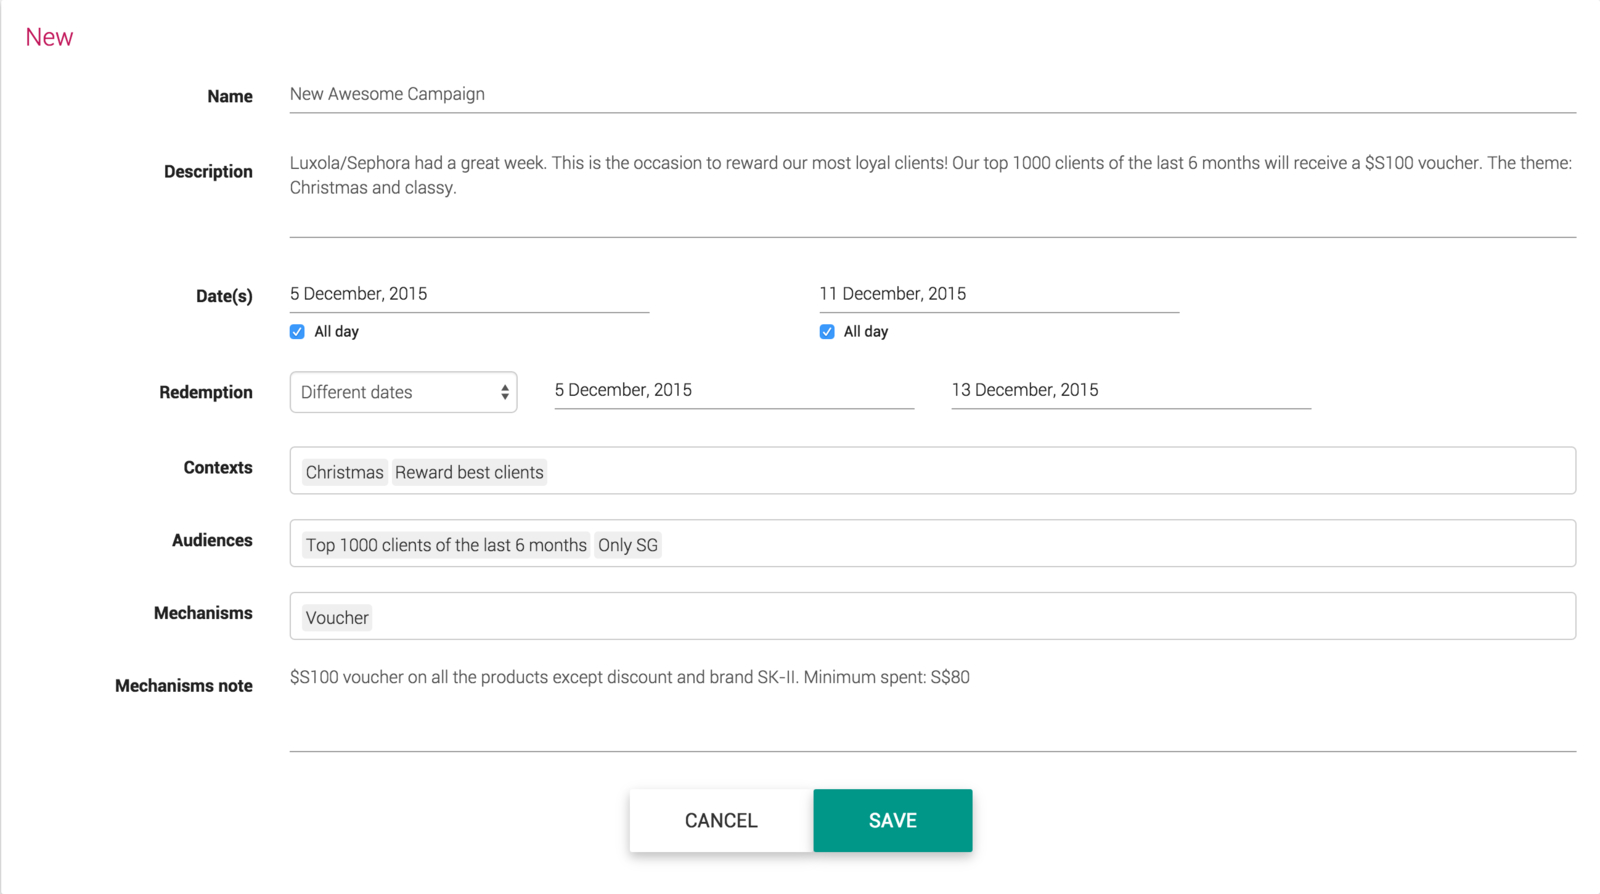 New
Name
New Awesome Campaign
Description
Luxola/Sephora had a great week. This is the occasion to reward our most loyal clients! Our top 1000 clients of the last 6 months will receive a $S100 voucher. The theme:
Christmas and classy.
Date(s)
5 December, 2015
11 December, 2015
All day
All day
Redemption
Different dates
5 December, 2015
13 December, 2015
Contexts
Christmas Reward best clients
Audiences
Top 1000 clients of the last 6 months Only SG
Mechanisms
Voucher
Mechanisms note
$S100 voucher on all the products except discount and brand SK-II. Minimum spent: S$80
CANCEL
SAVE